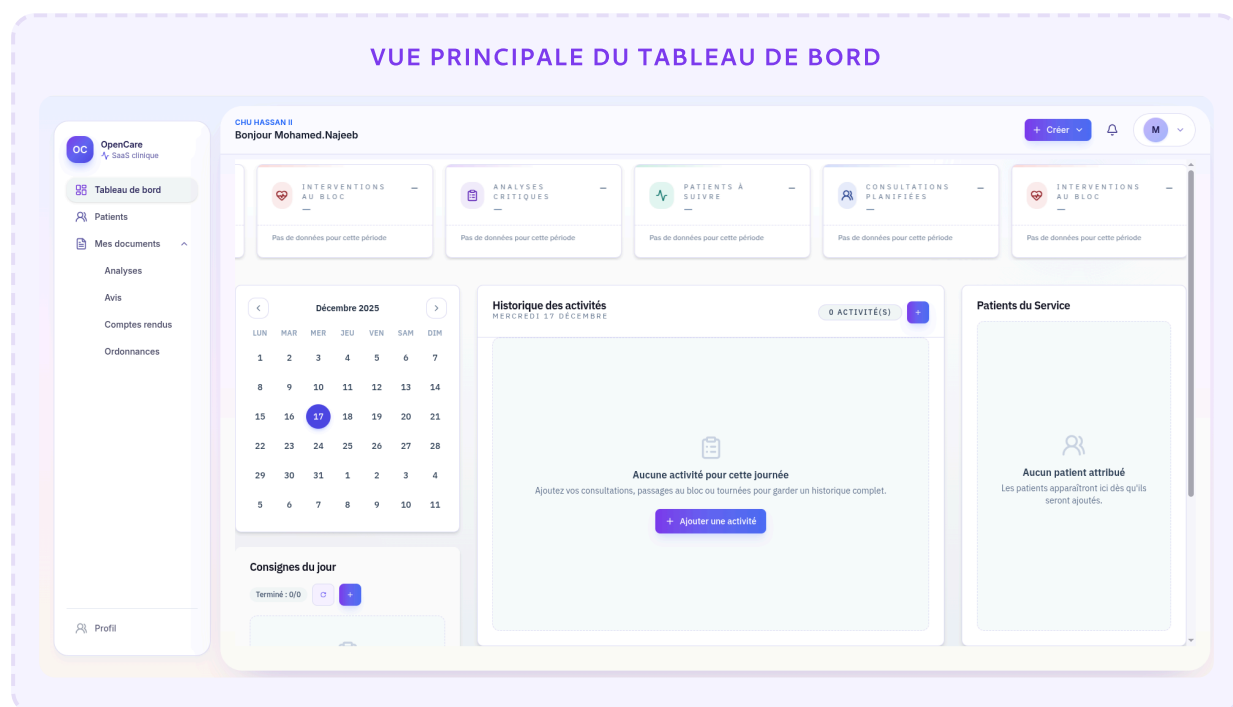 VUE PRINCIPALE DU TABLEAU DE BORD
OC
OpenCare
SaaS clinique
Tableau de bord
Patients
Mes documents
Analyses
Avis
Comptes rendus
Ordonnances
Profil
CHU HASSAN II
Bonjour Mohamed.Najeeb
+ Créer
M
INTERVENTIONS
AU BLOC
—
—
Pas de données pour cette période
ANALYSES
CRITIQUES
—
—
Pas de données pour cette période
PATIENTS À
SUIVRE
—
—
Pas de données pour cette période
CONSULTATIONS
PLANIFIÉES
—
—
Pas de données pour cette période
INTERVENTIONS
AU BLOC
—
—
Pas de données pour cette période
Décembre 2025
LUN MAR MER JEU VEN SAM DIM
1 2 3 4 5 6 7
8 9 10 11 12 13 14
15 16 17 18 19 20 21
22 23 24 25 26 27 28
29 30 31 1 2 3 4
5 6 7 8 9 10 11
Consignes du jour
Terminé : 0/0
+
Historique des activités
MERCREDI 17 DÉCEMBRE
0 ACTIVITÉ(S)
+
Aucune activité pour cette journée
Ajoutez vos consultations, passages au bloc ou tournées pour garder un historique complet.
+ Ajouter une activité
Patients du Service
Aucun patient attribué
Les patients apparaîtront ici dès qu'ils
seront ajoutés.